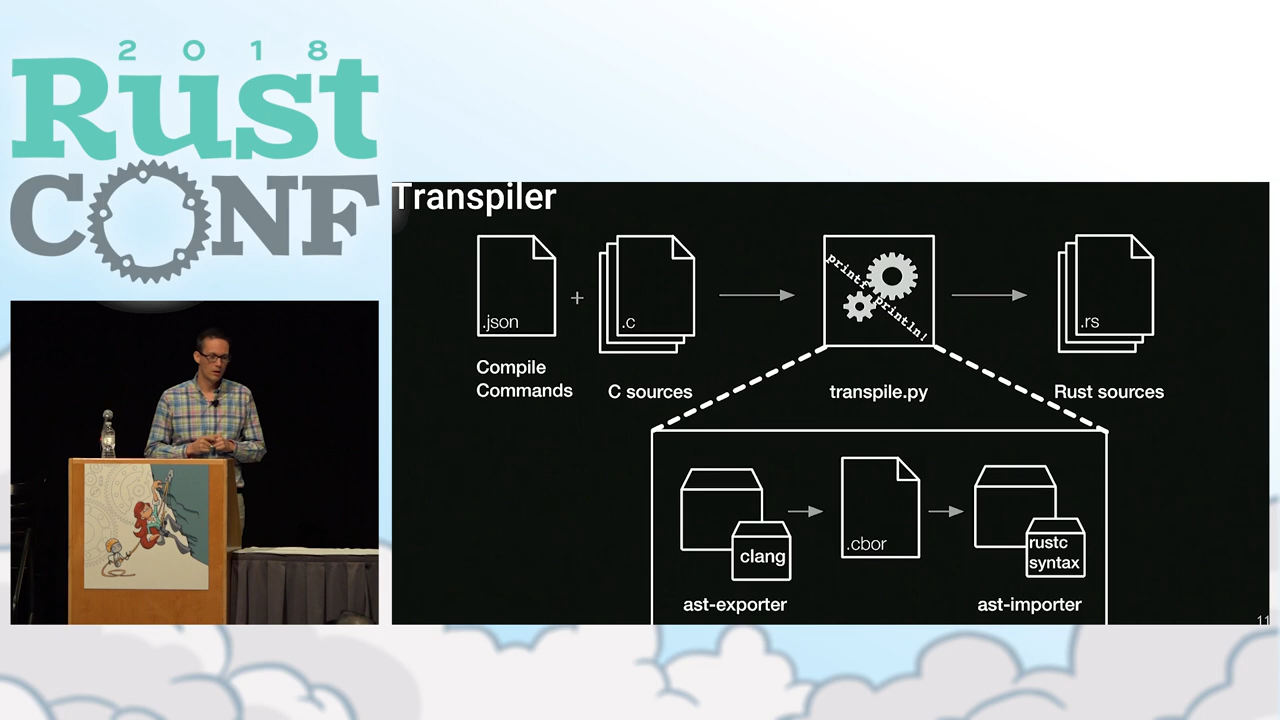 2018
Rust
CONF
Transpiler
.json
+
.c
printf
println!
.rs
Compile
Commands
C sources
transpile.py
Rust sources
clang
.cbor
rustc
syntax
ast-exporter
ast-importer
11